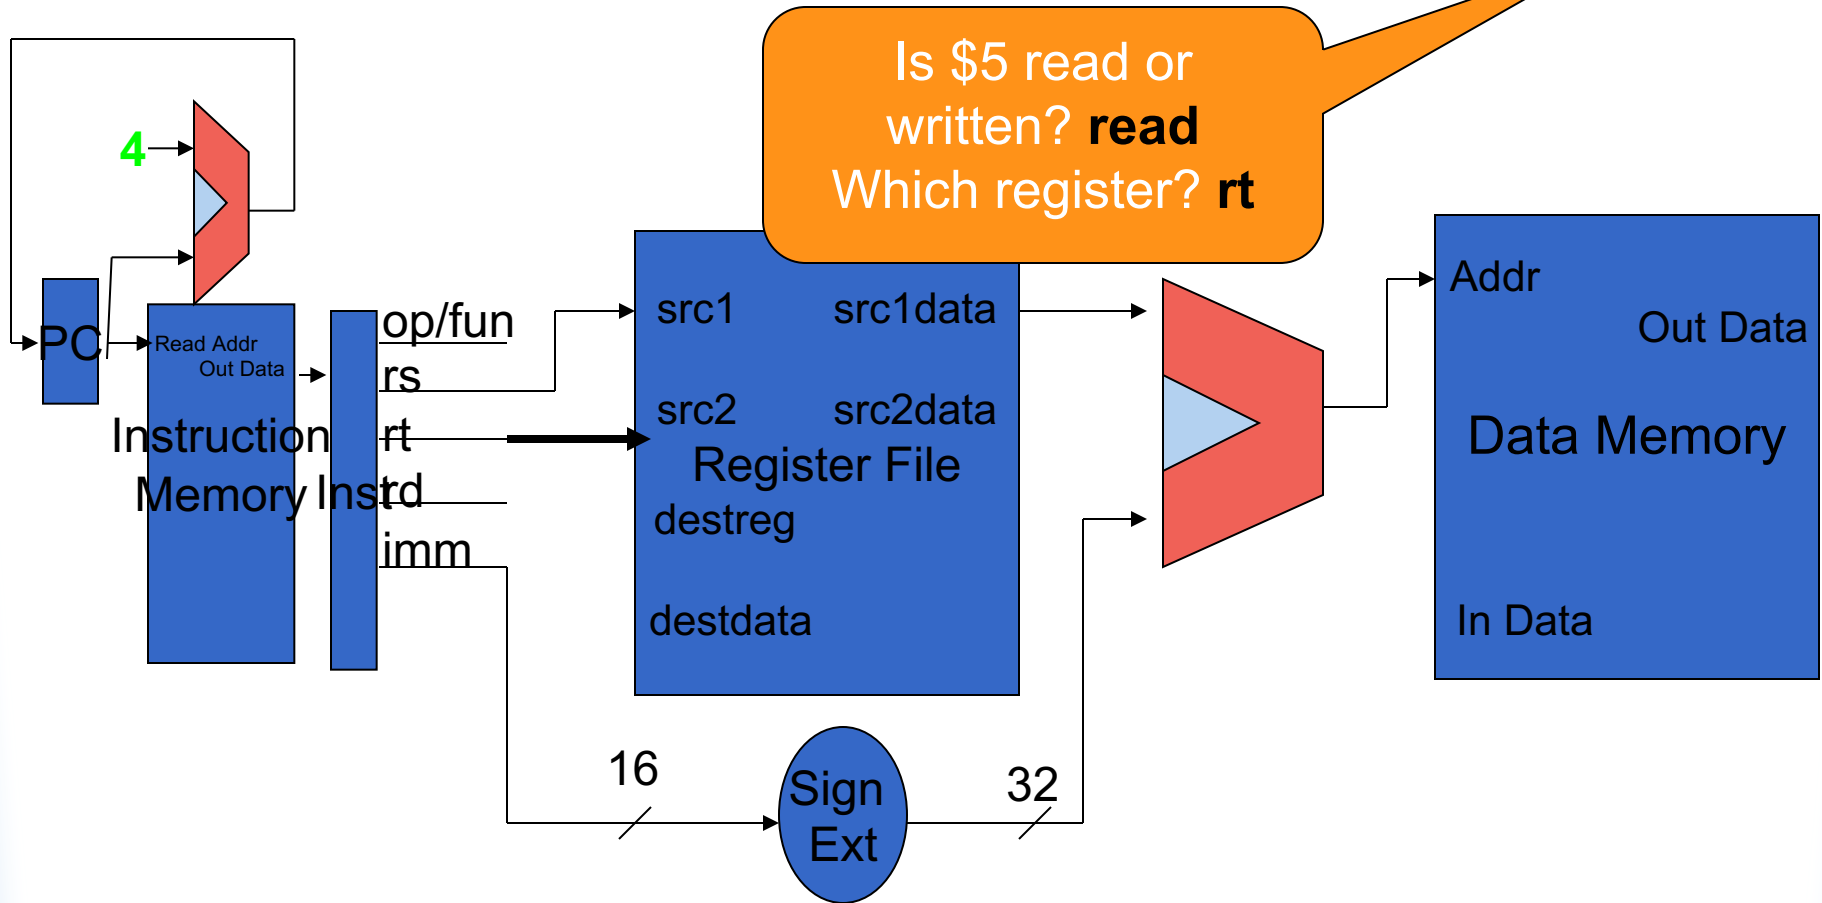 Is $5 read or
written? read
Which register? rt
4
PC
Read Addr
Out Data
Instruction
Memory
Inst
op/fun
rs
rt
rd
imm
src1
src1data
src2
src2data
Register File
destreg
destdata
Addr
Out Data
Data Memory
In Data
16
Sign
Ext
32